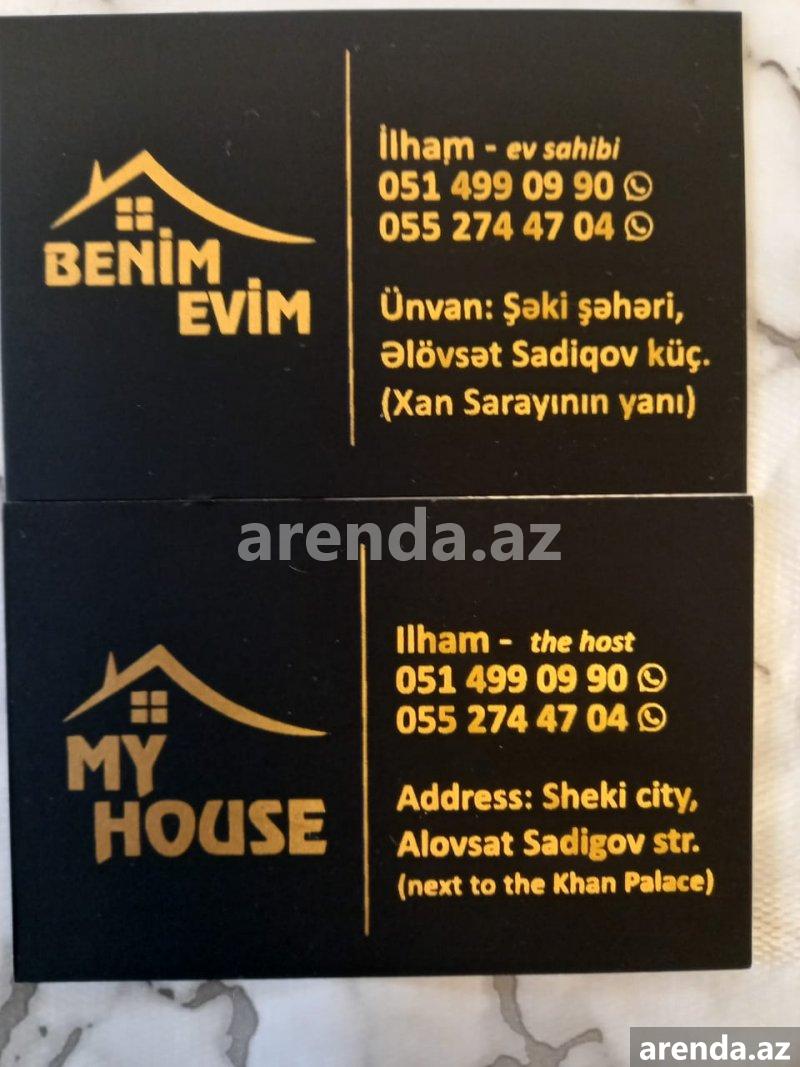 BENİM
EVİM
İlham - ev sahibi
051 499 09 90
055 274 47 04
Ünvan: Şəki şəhəri,
Əlövsət Sadiqov küç.
(Xan Sarayının yanı)
arenda.az
MY
HOUSE
Ilham - the host
051 499 09 90
055 274 47 04
Address: Sheki city,
Alovsat Sadigov str.
(next to the Khan Palace)
arenda.az